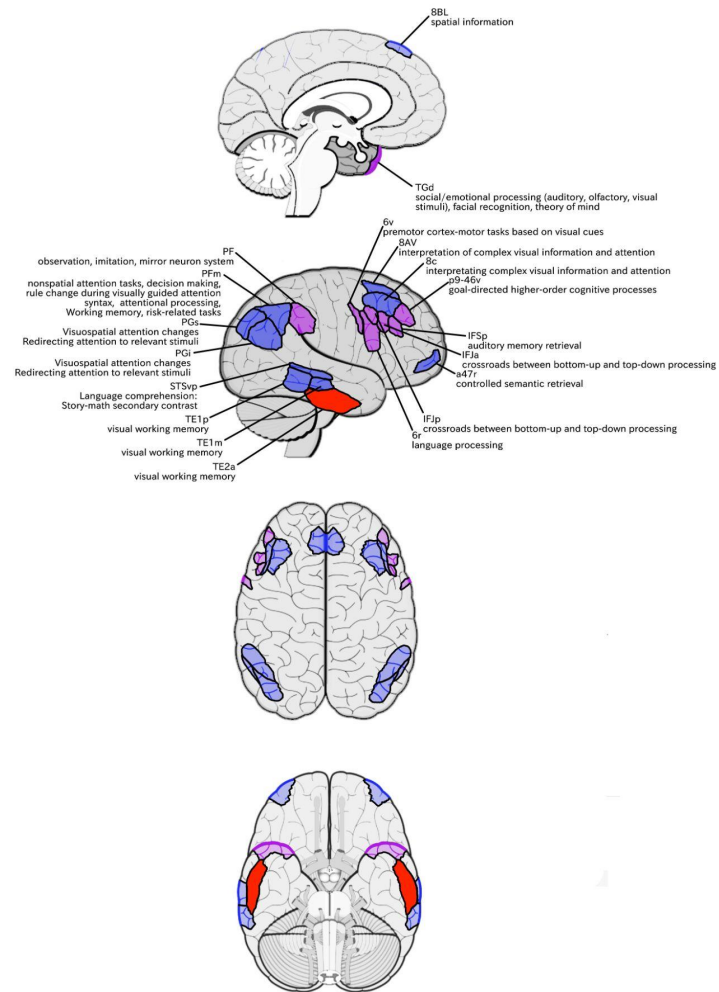 8BL
spatial information
TGd
social/emotional processing (auditory, olfactory, visual
stimuli), facial recognition, theory of mind
6v
premotor cortex-motor tasks based on visual cues
8AV
interpretation of complex visual information and attention
8c
interpretating complex visual information and attention
p9-46v
goal-directed higher-order cognitive processes
PF
observation, imitation, mirror neuron system
PFm
nonspatial attention tasks, decision making,
rule change during visually guided attention
syntax, attentional processing,
Working memory, risk-related tasks
PGs
Visuospatial attention changes
Redirecting attention to relevant stimuli
PGi
Visuospatial attention changes
Redirecting attention to relevant stimuli
STSvp
Language comprehension:
Story-math secondary contrast
TE1p
visual working memory
TE1m
visual working memory
TE2a
visual working memory
IFSp
auditory memory retrieval
IFJa
crossroads between bottom-up and top-down processing
a47r
controlled semantic retrieval
IFJp
crossroads between bottom-up and top-down processing
6r
language processing